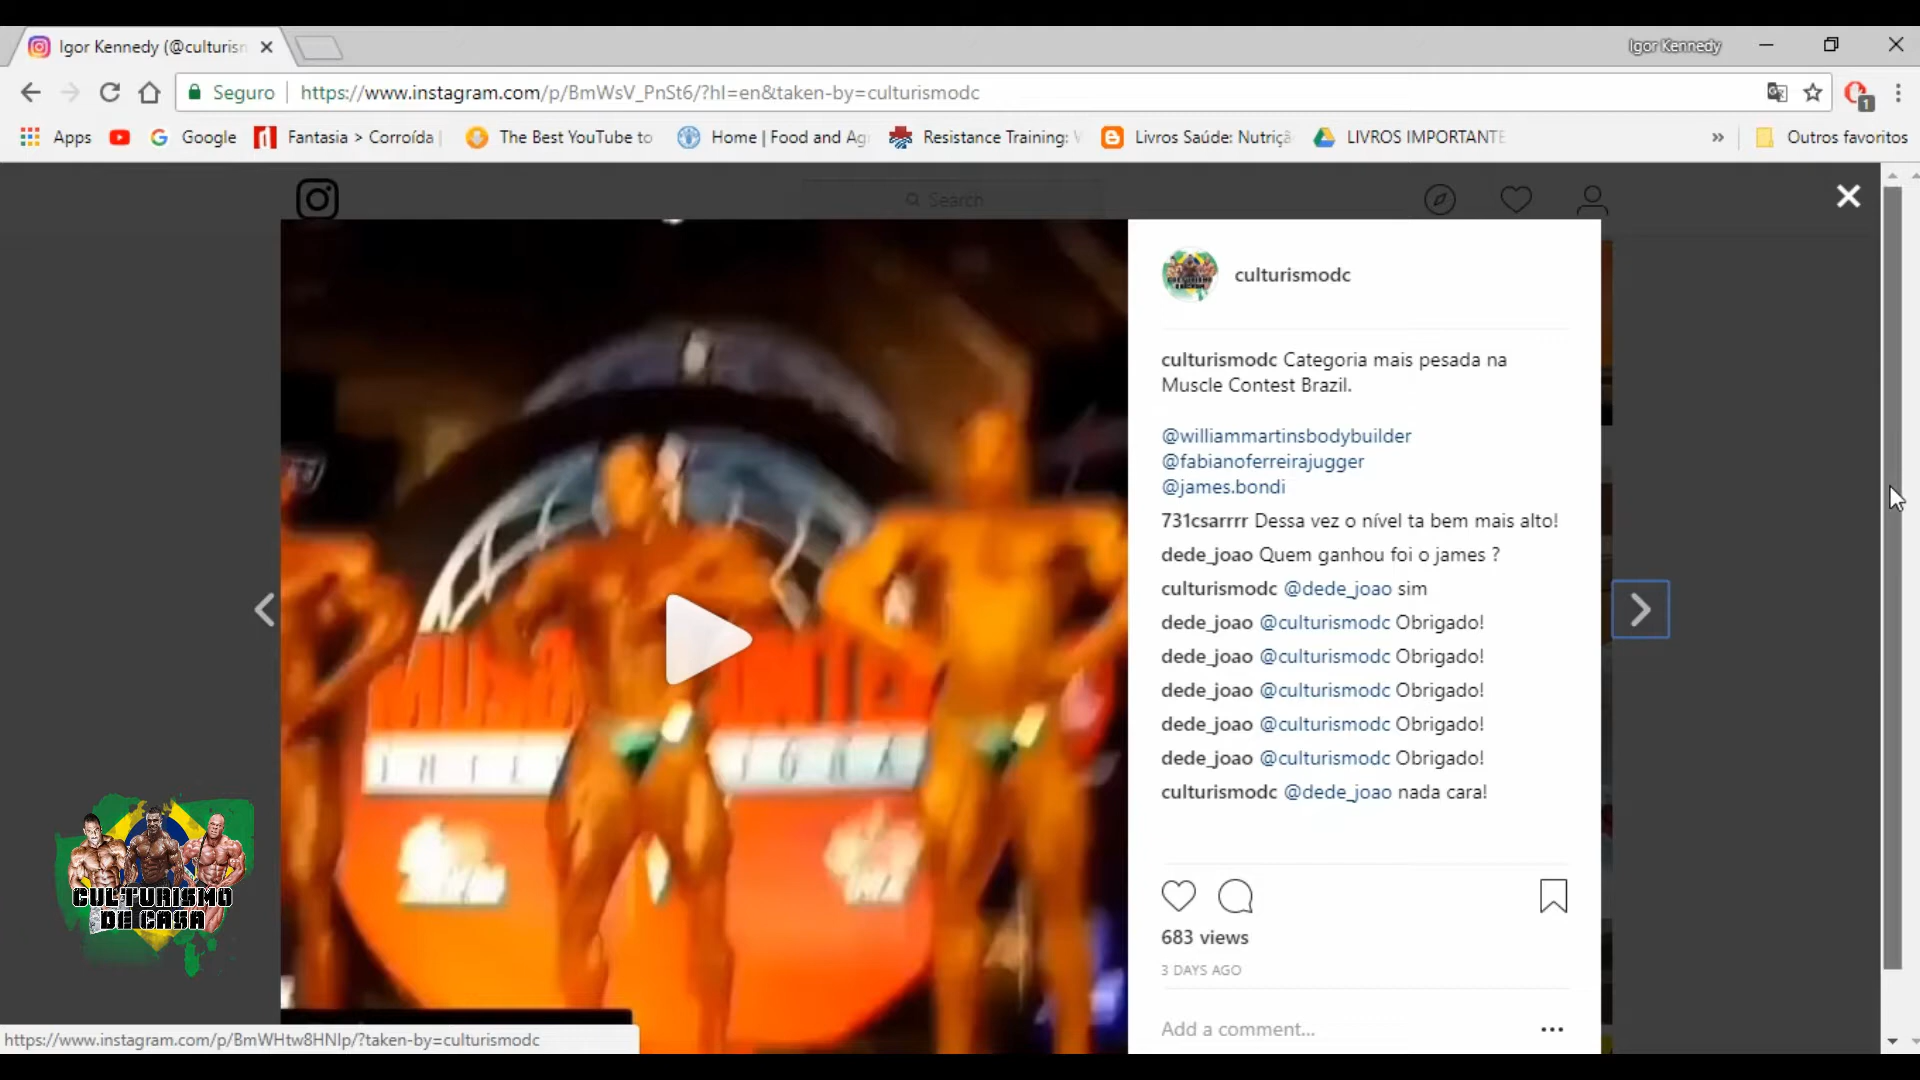 Igor Kennedy (@culturisn
Igor Kennedy
Seguro
https://www.instagram.com/p/BmWsV_PnSt6/?hl=en&taken-by=culturismodc
1
Apps
Google
Fantasia > Corroída |
The Best YouTube to
Home | Food and Ag
Resistance Training:
Livros Saúde: Nutriçã
LIVROS IMPORTANTE
»
Outros favoritos
Search
culturismodc
culturismodc Categoria mais pesada na
Muscle Contest Brazil.
@williammartinsbodybuilder
@fabianoferreirajugger
@james.bondi
731csarrrr Dessa vez o nível ta bem mais alto!
dede_joao Quem ganhou foi o james ?
culturismodc @dede_joao sim
dede_joao @culturismodc Obrigado!
dede_joao @culturismodc Obrigado!
dede_joao @culturismodc Obrigado!
dede_joao @culturismodc Obrigado!
dede_joao @culturismodc Obrigado!
culturismodc @dede_joao nada cara!
683 views
3 DAYS AGO
Add a comment...
CULTURISMO
DE CASA
https://www.instagram.com/p/BmWHtw8HNlp/?taken-by=culturismodc